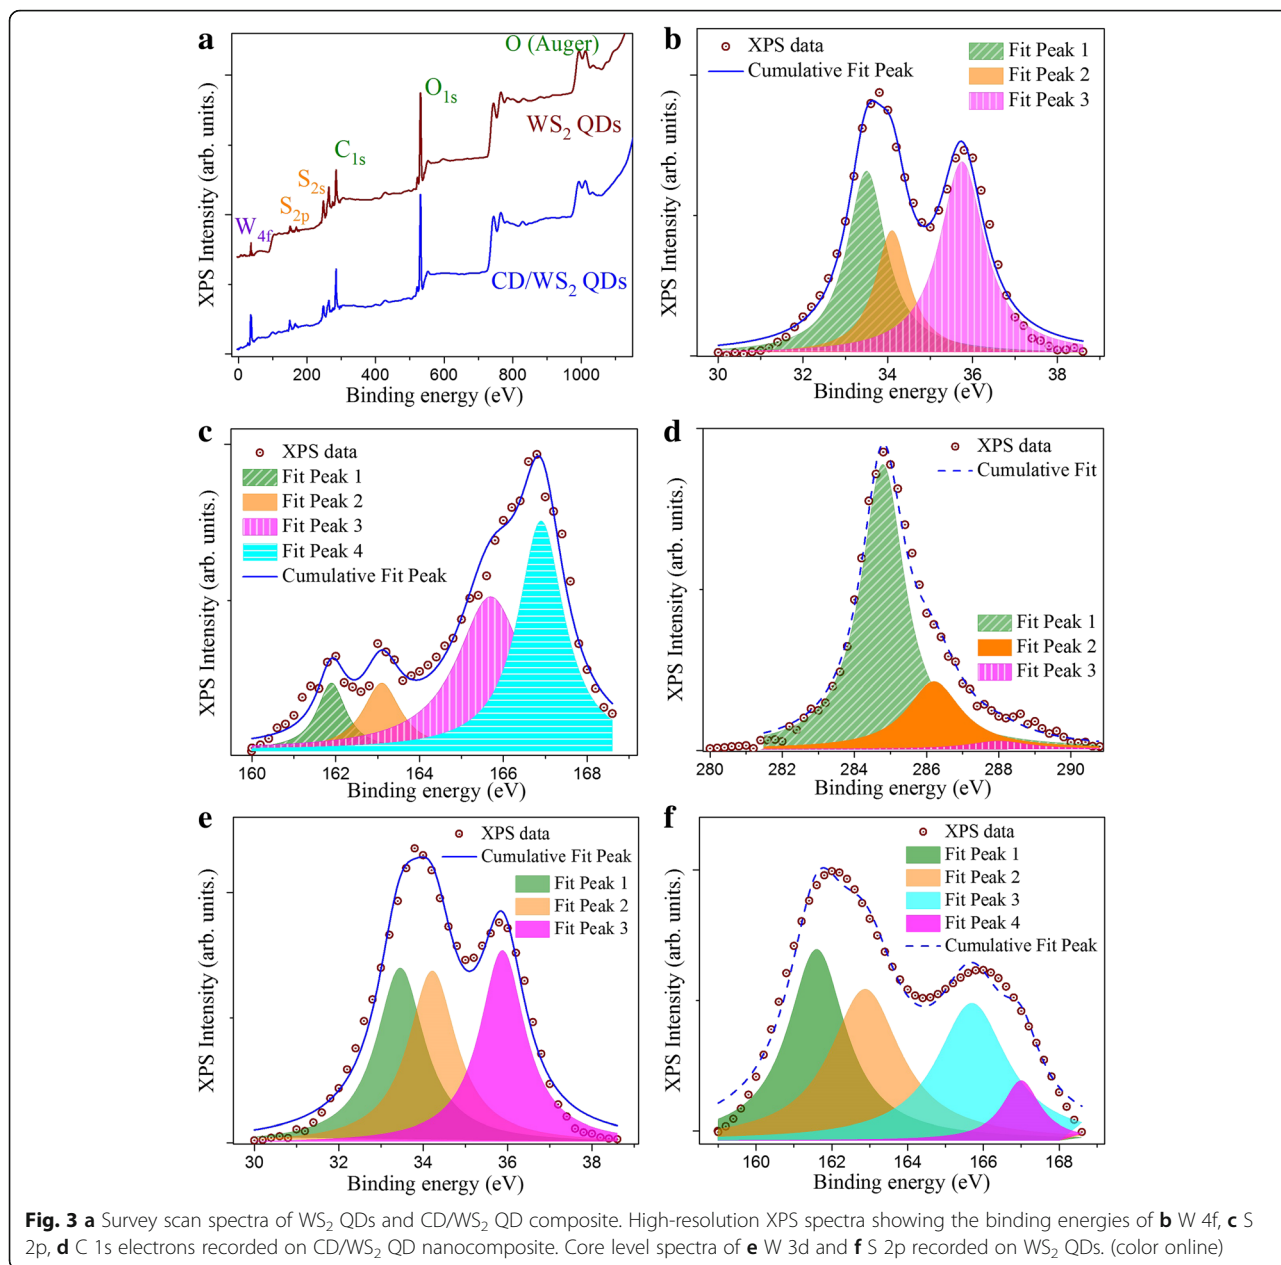 a
O (Auger)
O1s
WS2 QDs
C1s
S2s
S2p
W4f
CD/WS2 QDs
XPS Intensity (arb. units.)
0 200 400 600 800 1000
Binding energy (eV)
b
XPS data
Cumulative Fit Peak
Fit Peak 1
Fit Peak 2
Fit Peak 3
XPS Intensity (arb. units.)
30 32 34 36 38
Binding energy (eV)
c
XPS data
Fit Peak 1
Fit Peak 2
Fit Peak 3
Fit Peak 4
Cumulative Fit Peak
XPS Intensity (arb. units.)
160 162 164 166 168
Binding energy (eV)
d
XPS data
Cumulative Fit
Fit Peak 1
Fit Peak 2
Fit Peak 3
XPS Intensity (arb. units.)
280 282 284 286 288 290
Binding energy (eV)
e
XPS data
Cumulative Fit Peak
Fit Peak 1
Fit Peak 2
Fit Peak 3
XPS Intensity (arb. units.)
30 32 34 36 38
Binding energy (eV)
f
XPS data
Fit Peak 1
Fit Peak 2
Fit Peak 3
Fit Peak 4
Cumulative Fit Peak
XPS Intensity (arb. units.)
160 162 164 166 168
Binding energy (eV)
Fig. 3 a Survey scan spectra of WS2 QDs and CD/WS2 QD composite. High-resolution XPS spectra showing the binding energies of b W 4f, c S
2p, d C 1s electrons recorded on CD/WS2 QD nanocomposite. Core level spectra of e W 3d and f S 2p recorded on WS2 QDs. (color online)